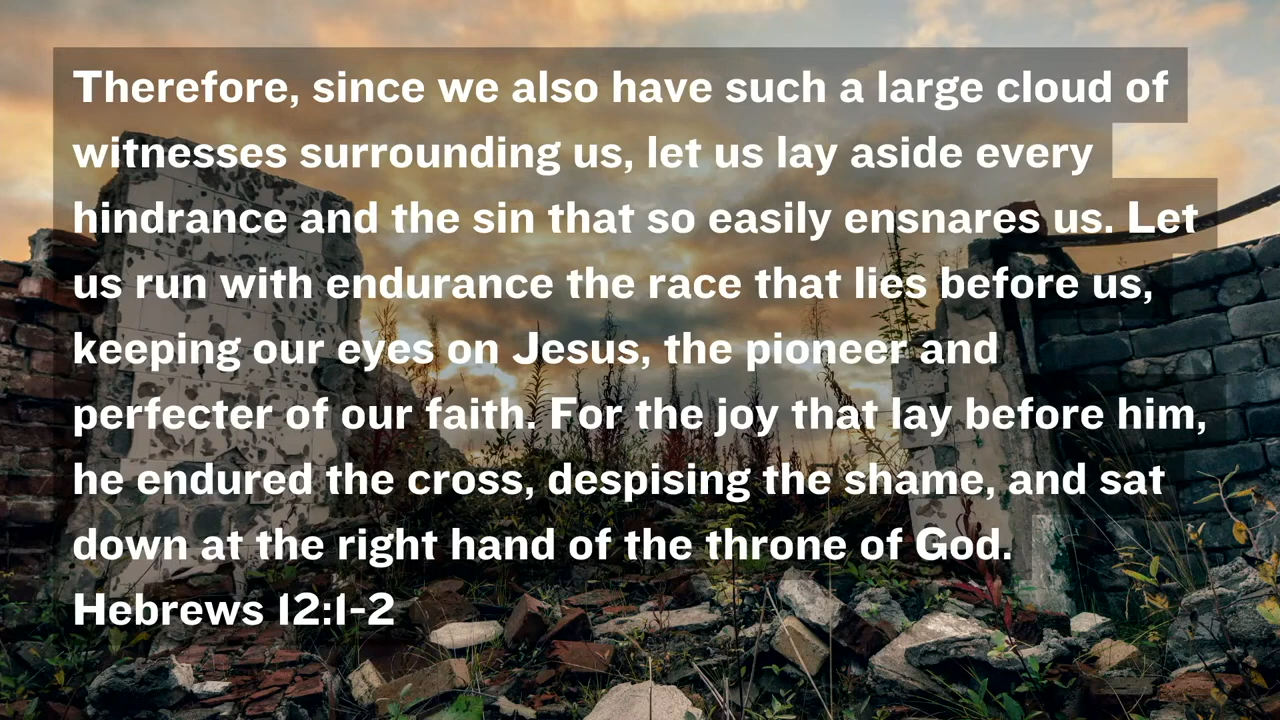 Therefore, since we also have such a large cloud of
witnesses surrounding us, let us lay aside every
hindrance and the sin that so easily ensnares us. Let
us run with endurance the race that lies before us,
keeping our eyes on Jesus, the pioneer and
perfecter of our faith. For the joy that lay before him,
he endured the cross, despising the shame, and sat
down at the right hand of the throne of God.
Hebrews 12:1-2